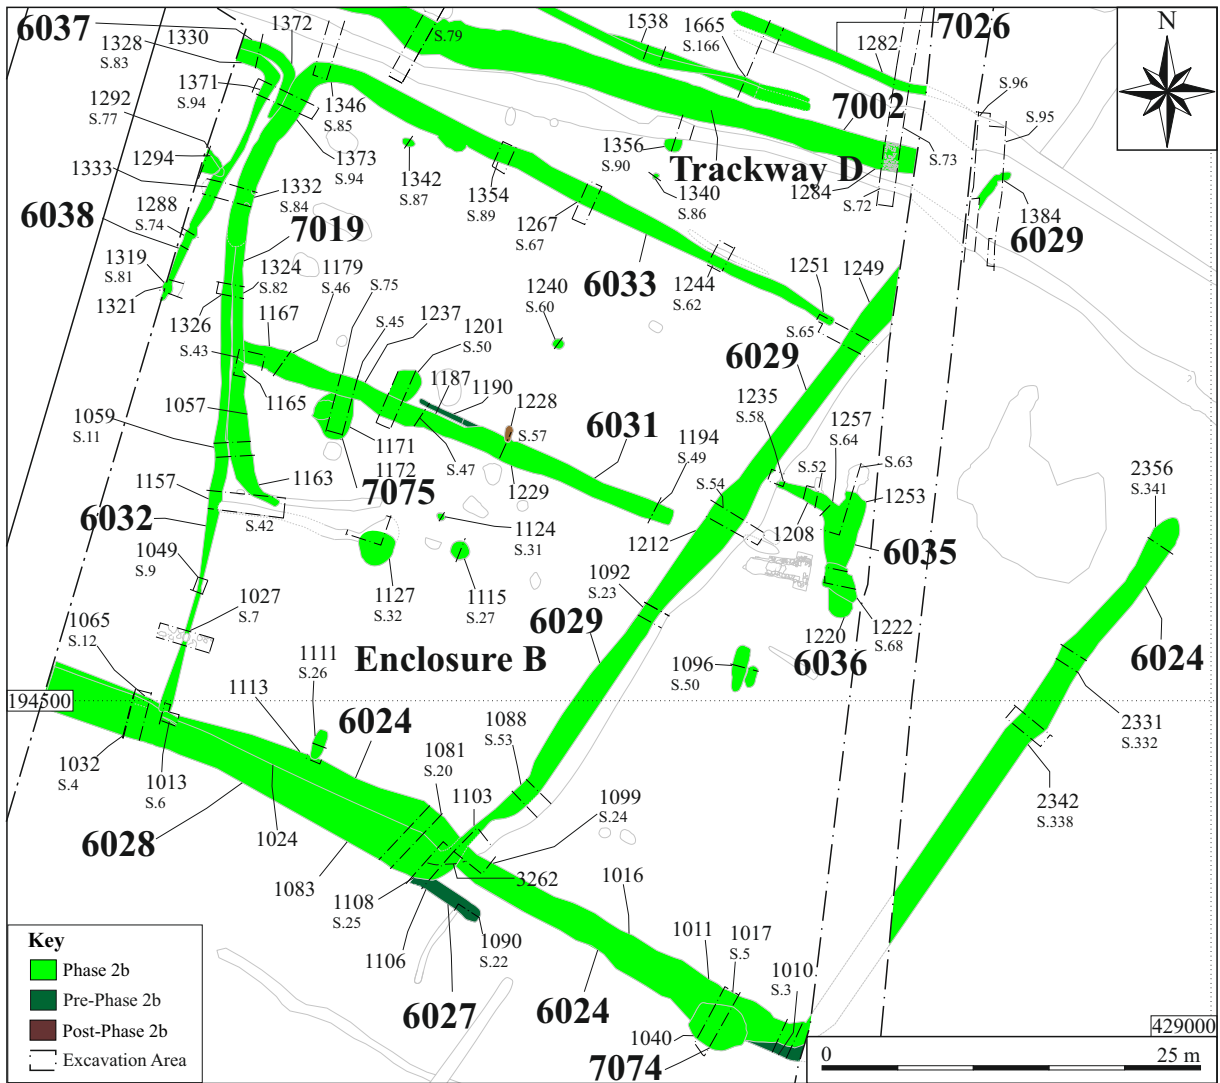 6037
1330
1372
1328
S.83
1371
S.94
1292
S.77
1294
1333
6038
1288
S.74
1319
S.81
1321
S.79
1538
1665
S.166
7026
1282
7002
S.96
S.95
N
1346
S.85
1373
S.94
1332
S.84
7019
1324
S.82
1326
1342
S.87
1354
S.89
1356
S.90
Trackway D
1340
S.86
1284
S.72
S.73
1384
6029
1267
S.67
6033
1244
S.62
1251
1249
S.65
1179
S.46
S.75
1167
S.43
S.45
1237
1201
S.50
1240
S.60
1187
1190
1228
S.57
6029
1235
S.58
1257
S.64
1059
S.11
1057
1165
1171
1172
7075
S.47
1229
6031
1194
S.49
S.54
S.52
S.63
1253
2356
S.341
1157
1163
6032
S.42
1049
S.9
1124
S.31
1212
1208
6035
1127
S.32
1115
S.27
1092
S.23
1065
S.12
1027
S.7
6029
1220
1222
S.68
6036
6024
Enclosure B
1111
S.26
1113
6024
1096
S.50
194500
1032
S.4
1013
S.6
1081
S.20
1088
S.53
2331
S.332
1103
1099
S.24
2342
S.338
6028
1024
1083
1108
S.25
3262
1016
1106
1090
S.22
1011
1017
S.5
1010
S.3
6027
6024
1040
7074
429000
Key
Phase 2b
Pre-Phase 2b
Post-Phase 2b
Excavation Area
0
25 m